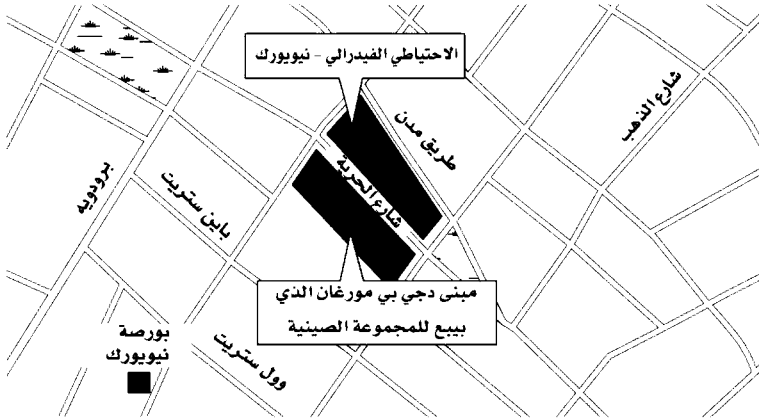 الاحتياطي الفيدرالي - نيويورك
شارع الذهب
طريق مدن
شارع الحرية
برودويه
باين ستريت
مبنى دجي بي مورغان الذي
بيبع للمجموعة الصينية
بورصة
نيويورك
وول ستريت